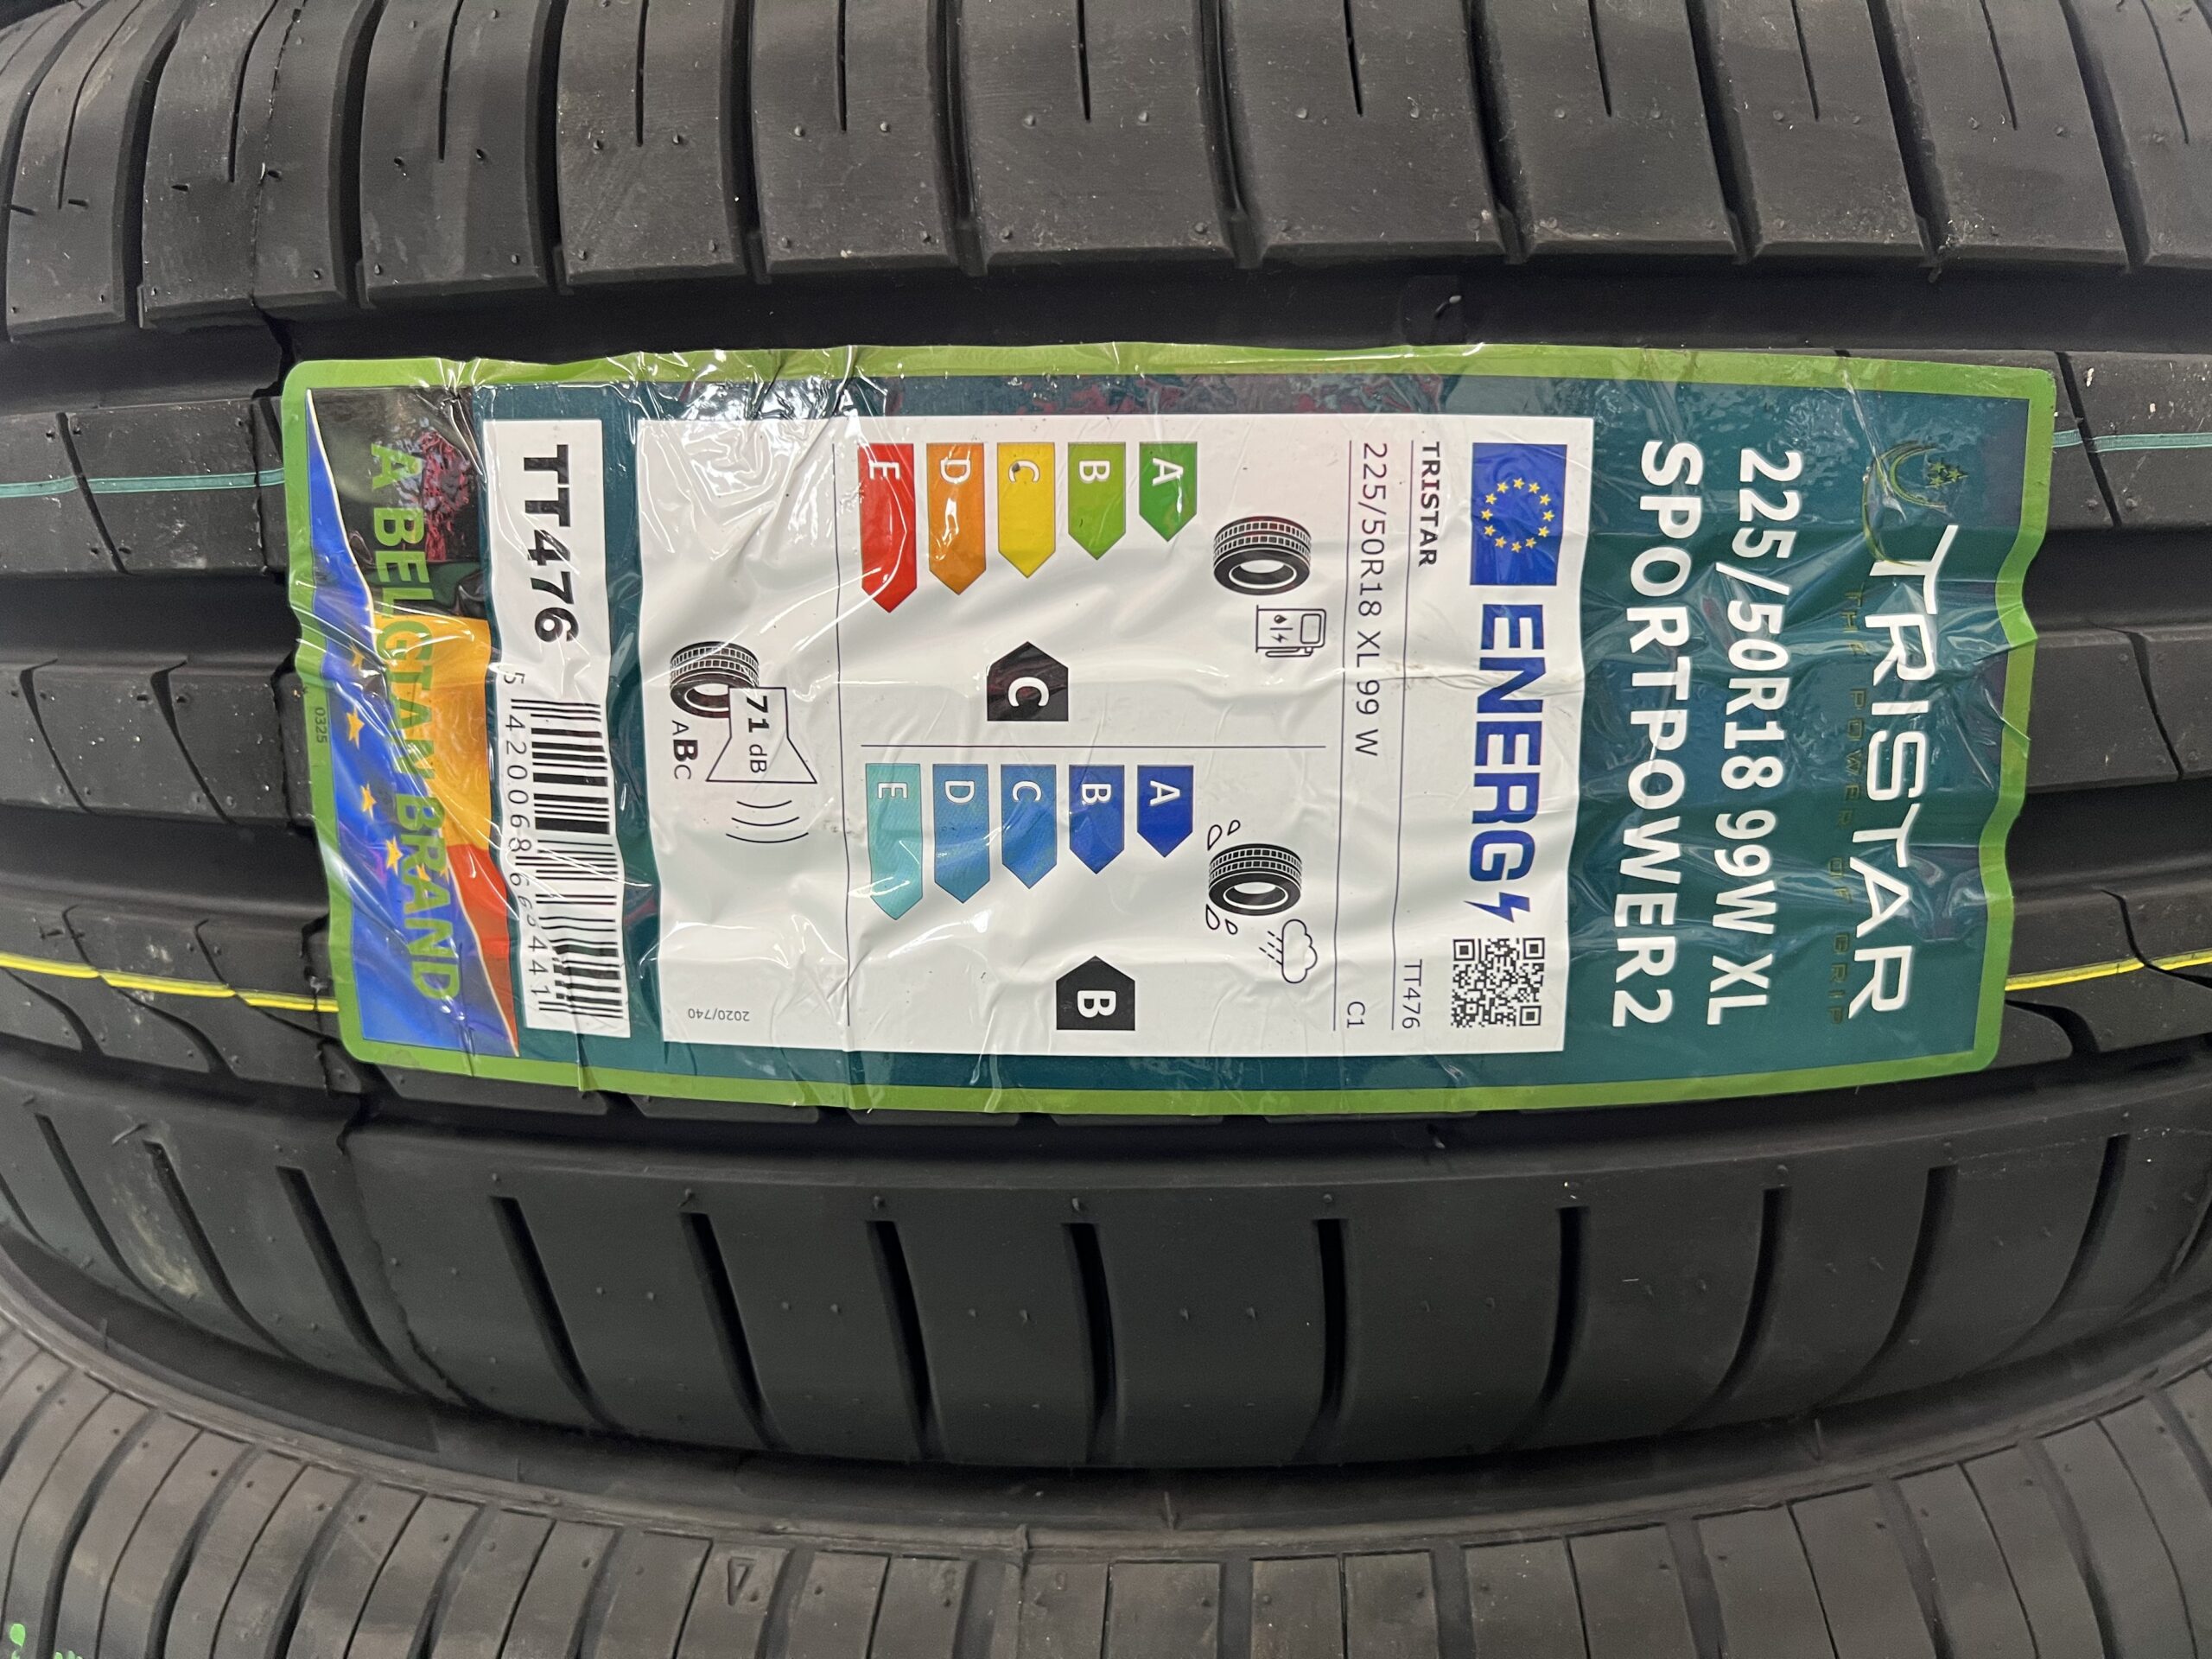 TRISTAR
THE POWER OF GRIP
225/50R18 99W XL
SPORTPOWER2
ENERG
TRISTAR
TT476
225/50R18 XL 99 W
C1
A
B
C
D
E
C
A
B
C
D
E
B
71 dB
ABC
2020/740
TT476
5 420068 663441
A BELGIAN BRAND
0325